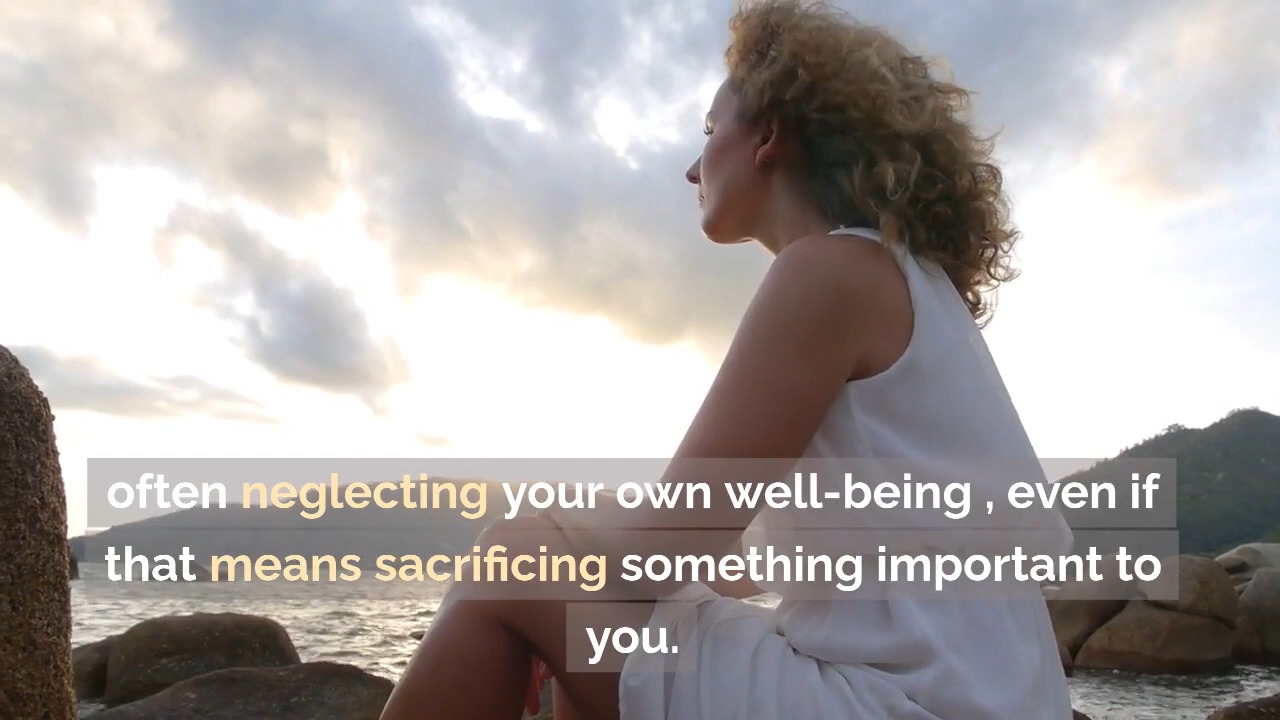 often neglecting your own well-being , even if
that means sacrificing something important to
you.